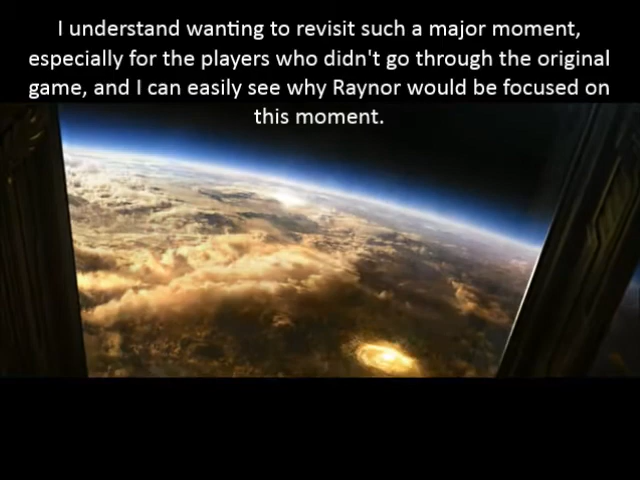 I understand wanting to revisit such a major moment,
especially for the players who didn't go through the original
game, and I can easily see why Raynor would be focused on
this moment.